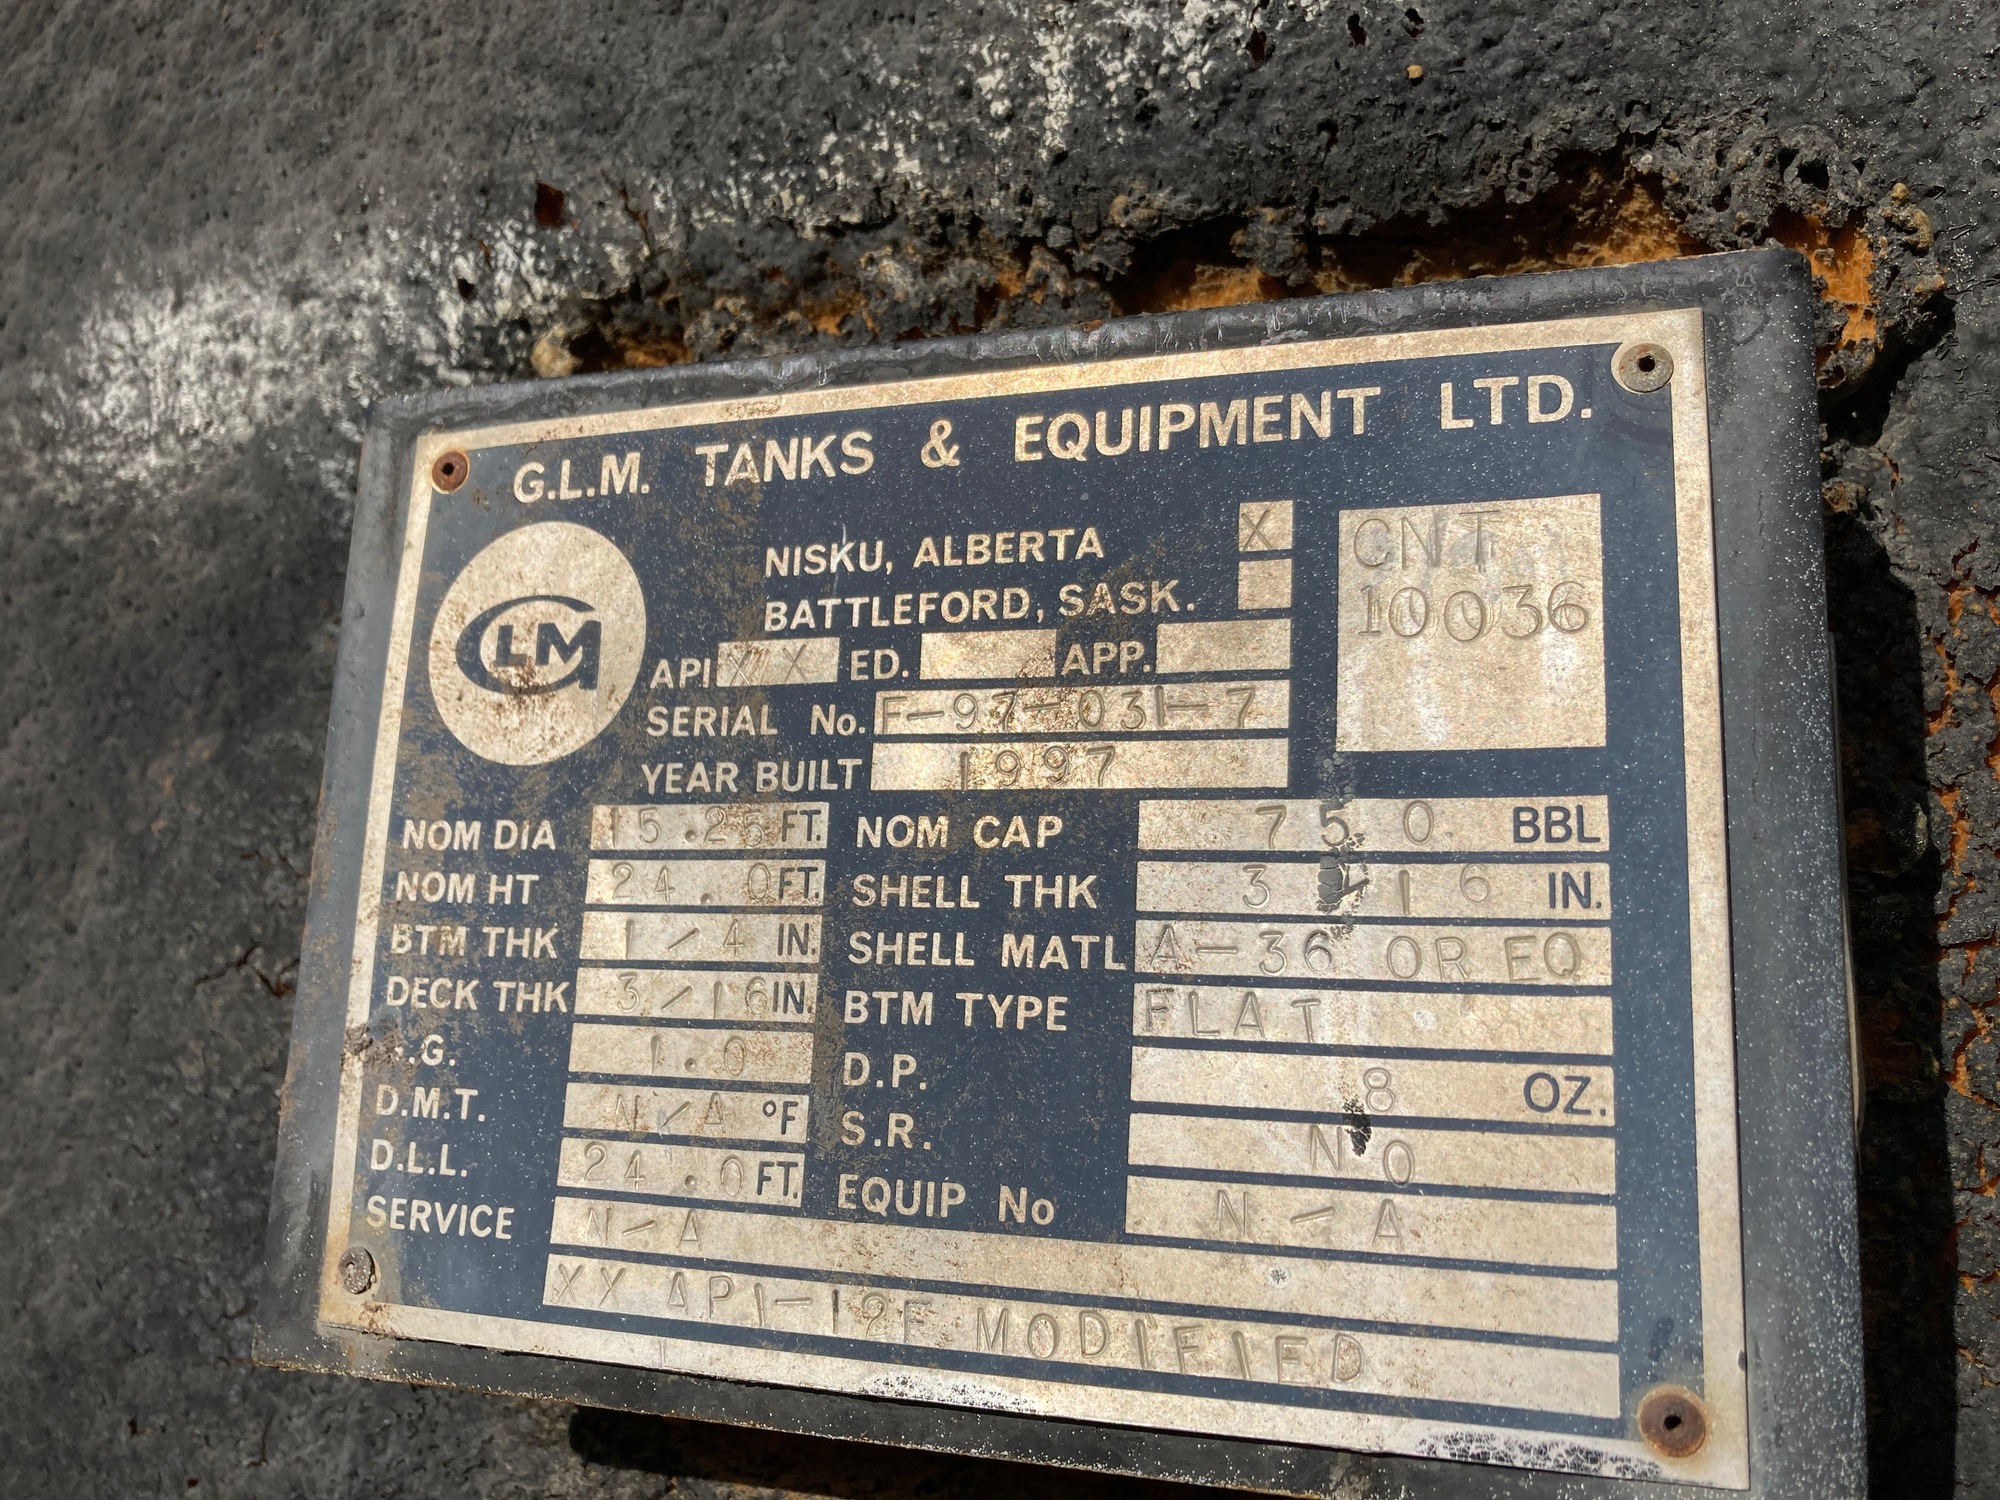 G.L.M. TANKS & EQUIPMENT LTD.
GLM
NISKU, ALBERTA X
BATTLEFORD, SASK.
CNT
10036
API XX ED. APP.
SERIAL No. F-97-031-7
YEAR BUILT 1997
NOM DIA 15.25 FT. NOM CAP 750 BBL
NOM HT 24.0 FT. SHELL THK 3/16 IN.
BTM THK 1/4 IN. SHELL MATL A-36 OR EQ
DECK THK 3/16 IN. BTM TYPE FLAT
.G. 1.0 D.P. 8 OZ.
D.M.T. N/A °F S.R. NO
D.L.L. 24.0 FT. EQUIP No N-A
SERVICE N-A
XX API-12F MODIFIED